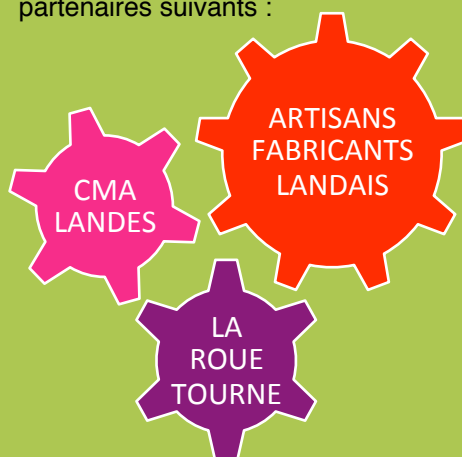 partenaires suivants :
ARTISANS
FABRICANTS
LANDAIS
CMA
LANDES
LA
ROUE
TOURNE